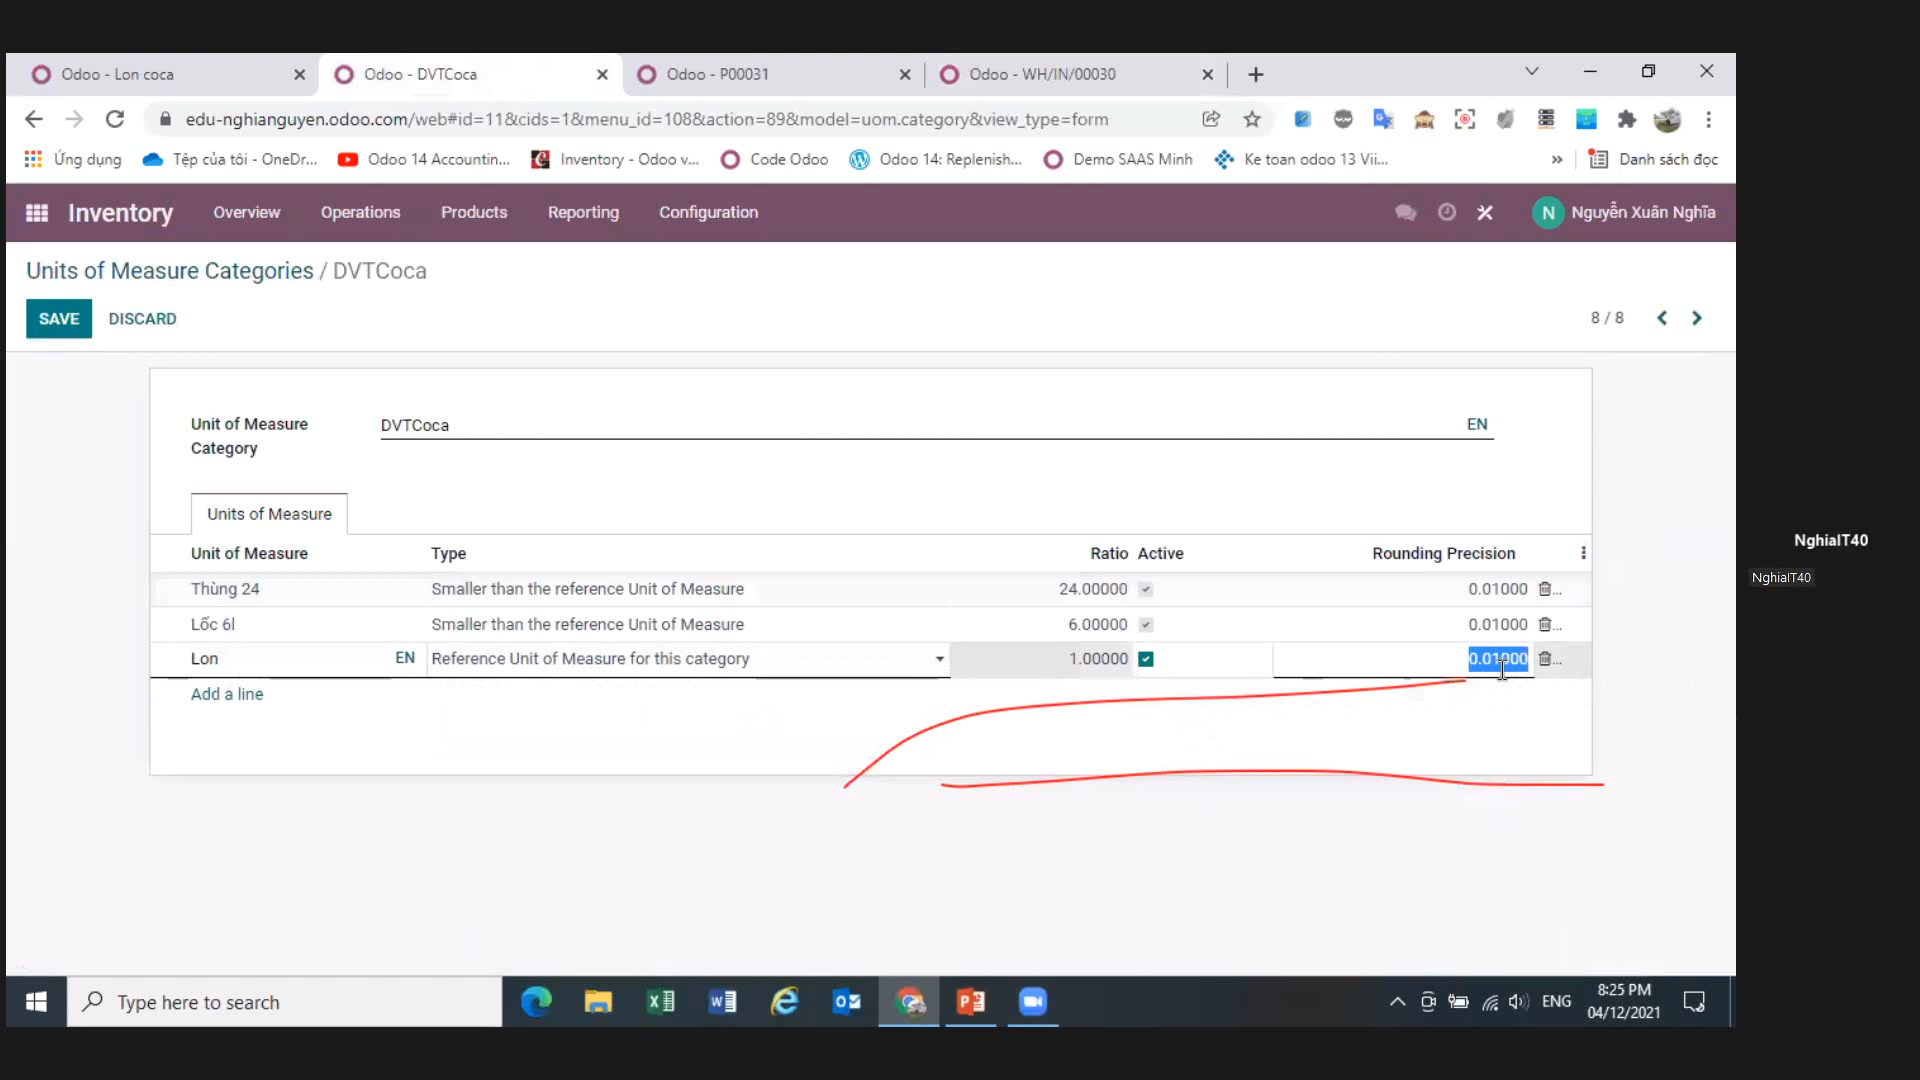 Odoo - Lon coca
Odoo - DVTCoca
Odoo - P00031
Odoo - WH/IN/00030
edu-nghianguyen.odoo.com/web#id=11&cids=1&menu_id=108&action=89&model=uom.category&view_type=form
Ứng dụng
Tệp của tôi - OneDr...
Odoo 14 Accountin...
Inventory - Odoo v...
Code Odoo
Odoo 14: Replenish...
Demo SAAS Minh
Ke toan odoo 13 Vii...
»
Danh sách đọc
Inventory
Overview
Operations
Products
Reporting
Configuration
N
Nguyễn Xuân Nghĩa
Units of Measure Categories / DVTCoca
SAVE
DISCARD
8 / 8
Unit of Measure
Category
DVTCoca
EN
Units of Measure
Unit of Measure Type Ratio Active Rounding Precision
Thùng 24 Smaller than the reference Unit of Measure 24.00000 0.01000 ...
Lốc 6l Smaller than the reference Unit of Measure 6.00000 0.01000 ...
Lon EN Reference Unit of Measure for this category 1.00000 0.01000 ...
Add a line
NghiaIT40
NghiaIT40
Type here to search
ENG
8:25 PM
04/12/2021